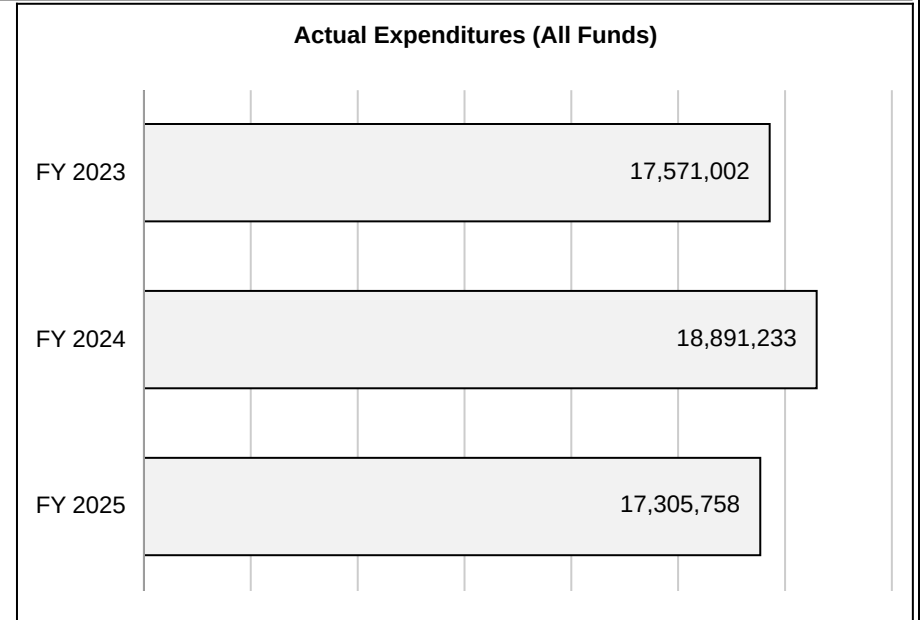 Actual Expenditures (All Funds)
FY 2023 17,571,002
FY 2024 18,891,233
FY 2025 17,305,758